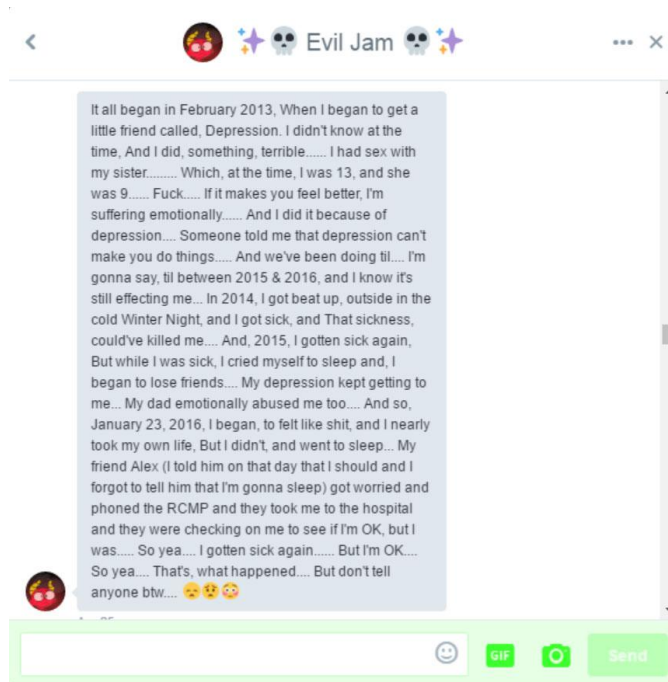 Evil Jam
It all began in February 2013, When I began to get a
little friend called, Depression. I didn't know at the
time, And I did, something, terrible...... I had sex with
my sister......... Which, at the time, I was 13, and she
was 9...... Fuck..... If it makes you feel better, I'm
suffering emotionally...... And I did it because of
depression.... Someone told me that depression can't
make you do things..... And we've been doing til.... I'm
gonna say, til between 2015 & 2016, and I know it's
still effecting me... In 2014, I got beat up, outside in the
cold Winter Night, and I got sick, and That sickness,
could've killed me.... And, 2015, I gotten sick again,
But while I was sick, I cried myself to sleep and, I
began to lose friends.... My depression kept getting to
me... My dad emotionally abused me too.... And so,
January 23, 2016, I began, to felt like shit, and I nearly
took my own life, But I didn't, and went to sleep... My
friend Alex (I told him on that day that I should and I
forgot to tell him that I'm gonna sleep) got worried and
phoned the RCMP and they took me to the hospital
and they were checking on me to see if I'm OK, but I
was..... So yea.... I gotten sick again...... But I'm OK....
So yea.... That's, what happened.... But don't tell
anyone btw....
GIF
Send